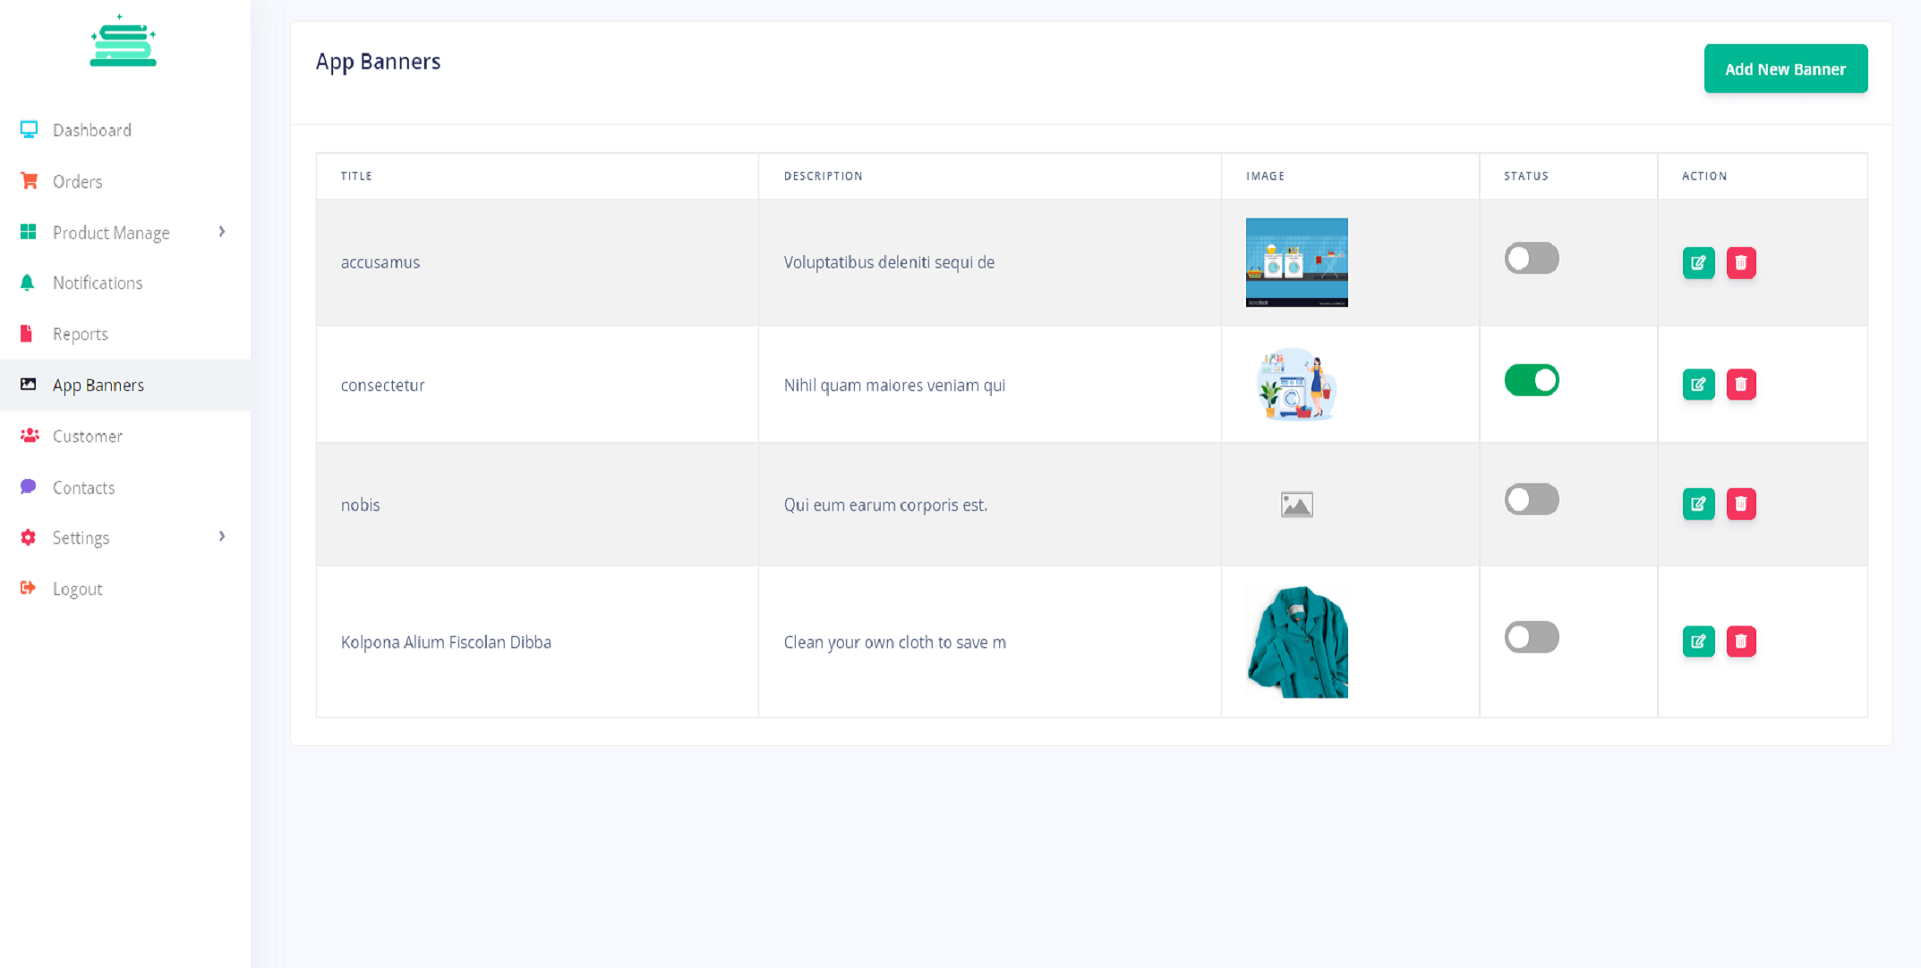 App Banners
Add New Banner
Dashboard
Orders
Product Manage
Notifications
Reports
App Banners
Customer
Contacts
Settings
Logout
TITLE DESCRIPTION IMAGE STATUS ACTION
accusamus Voluptatibus deleniti sequi de
consectetur Nihil quam maiores veniam qui
nobis Qui eum earum corporis est.
Kolpona Alium Fiscolan Dibba Clean your own cloth to save m